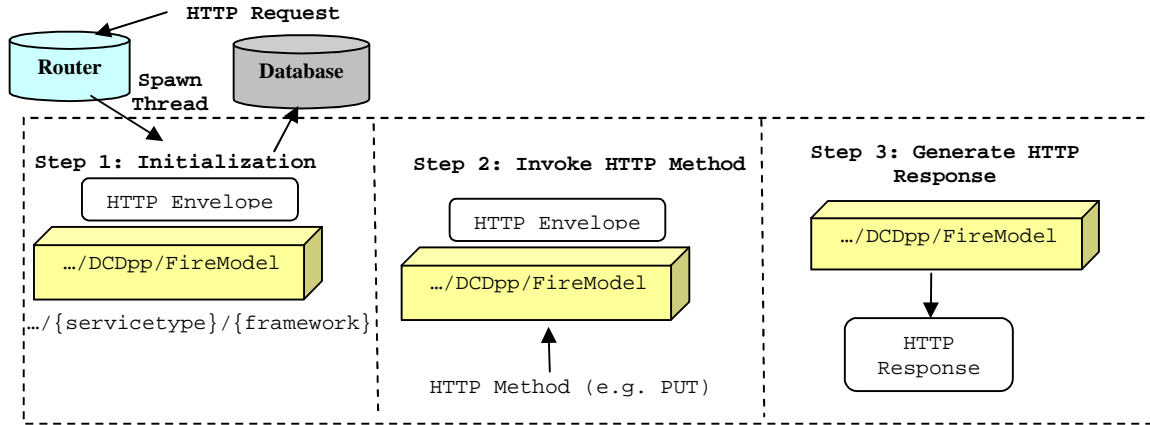 HTTP Request
Router
Spawn
Thread
Database
Step 1: Initialization
HTTP Envelope
…/DCDpp/FireModel
…/{servicetype}/{framework}
Step 2: Invoke HTTP Method
HTTP Envelope
…/DCDpp/FireModel
HTTP Method (e.g. PUT)
Step 3: Generate HTTP
Response
…/DCDpp/FireModel
HTTP
Response